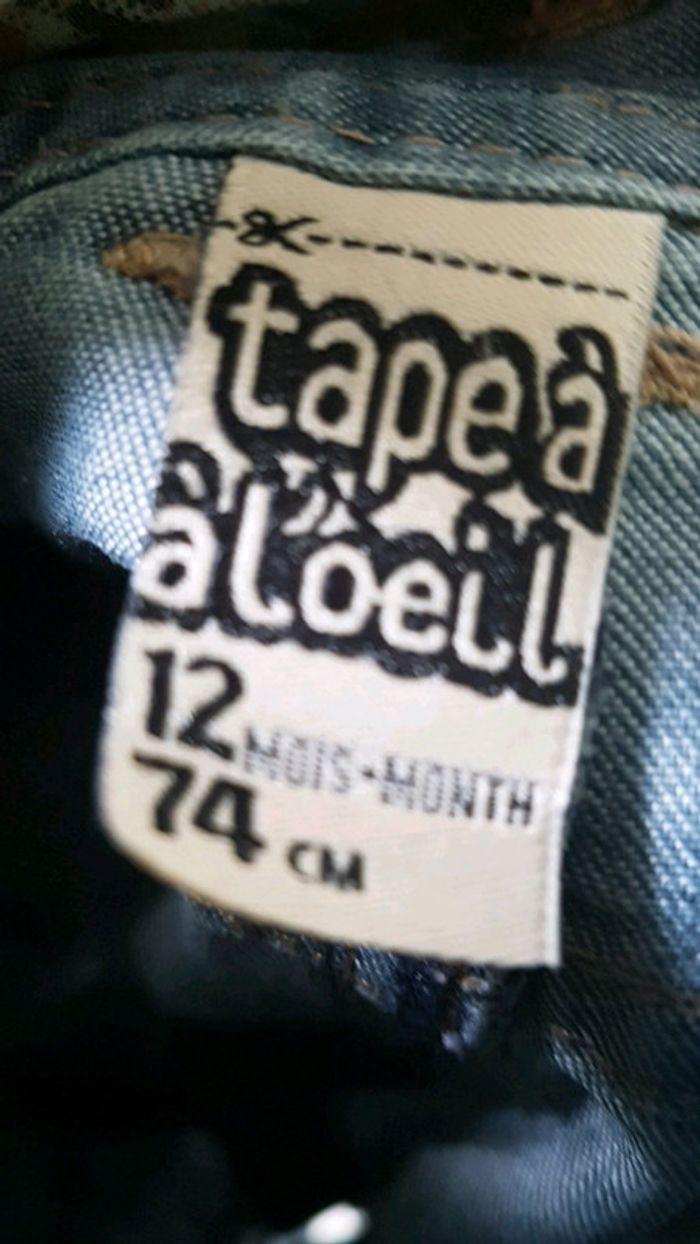 tape à
à l'oeil
12 MOIS-MONTH
74 CM